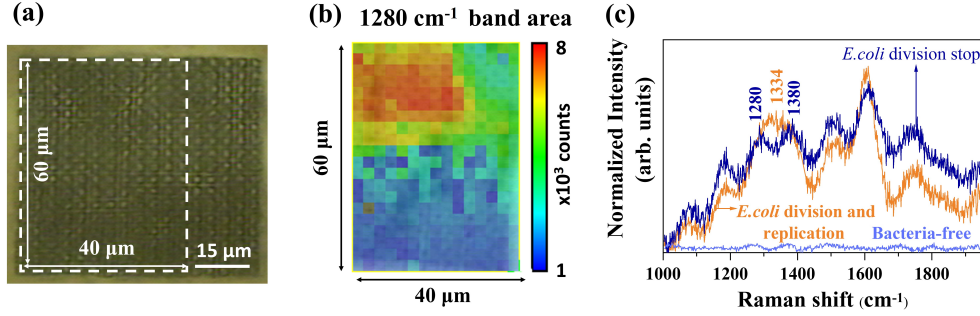 (a)
60 µm
40 µm
15 µm
(b)
1280 cm⁻¹ band area
60 µm
40 µm
8
x10³ counts
1
(c)
Normalized Intensity
(arb. units)
E.coli division stop
1280
1334
1380
E.coli division and
replication
Bacteria-free
1000 1200 1400 1600 1800
Raman shift (cm⁻¹)